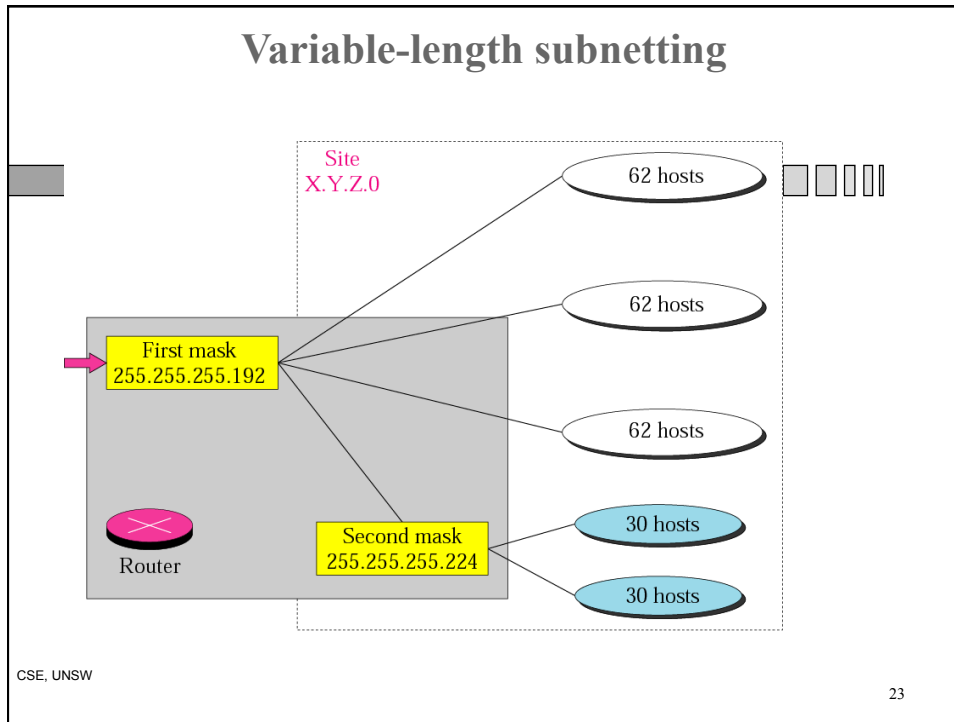 Variable-length subnetting
Site
X.Y.Z.0
62 hosts
62 hosts
First mask
255.255.255.192
62 hosts
Router
Second mask
255.255.255.224
30 hosts
30 hosts
CSE, UNSW
23